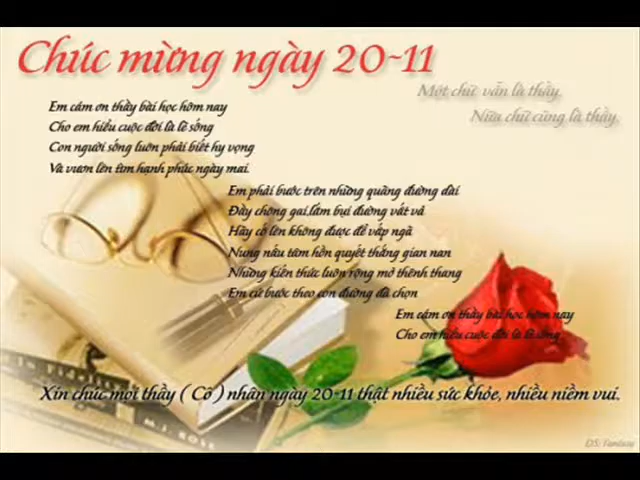 Chúc mừng ngày 20-11
Một chữ vẫn là thầy,
Nửa chữ cũng là thầy.
Em cám ơn thầy bài học hôm nay
Cho em hiểu cuộc đời là lẽ sống
Con người sống luôn phải biết hy vọng
Và vươn lên tìm hạnh phúc ngày mai.
Em phải bước trên những quãng đường dài
Đầy chông gai,lấm bụi đường vất vả
Hãy cố lên không được để vấp ngã
Nung nấu tâm hồn quyết thắng gian nan
Những kiến thức luôn rộng mở thênh thang
Em cứ bước theo con đường đã chọn
Em cám ơn thầy bài học hôm nay
Cho em hiểu cuộc đời là lẽ sống
Xin chúc mọi thầy ( Cô ) nhân ngày 20-11 thật nhiều sức khỏe, nhiều niềm vui.